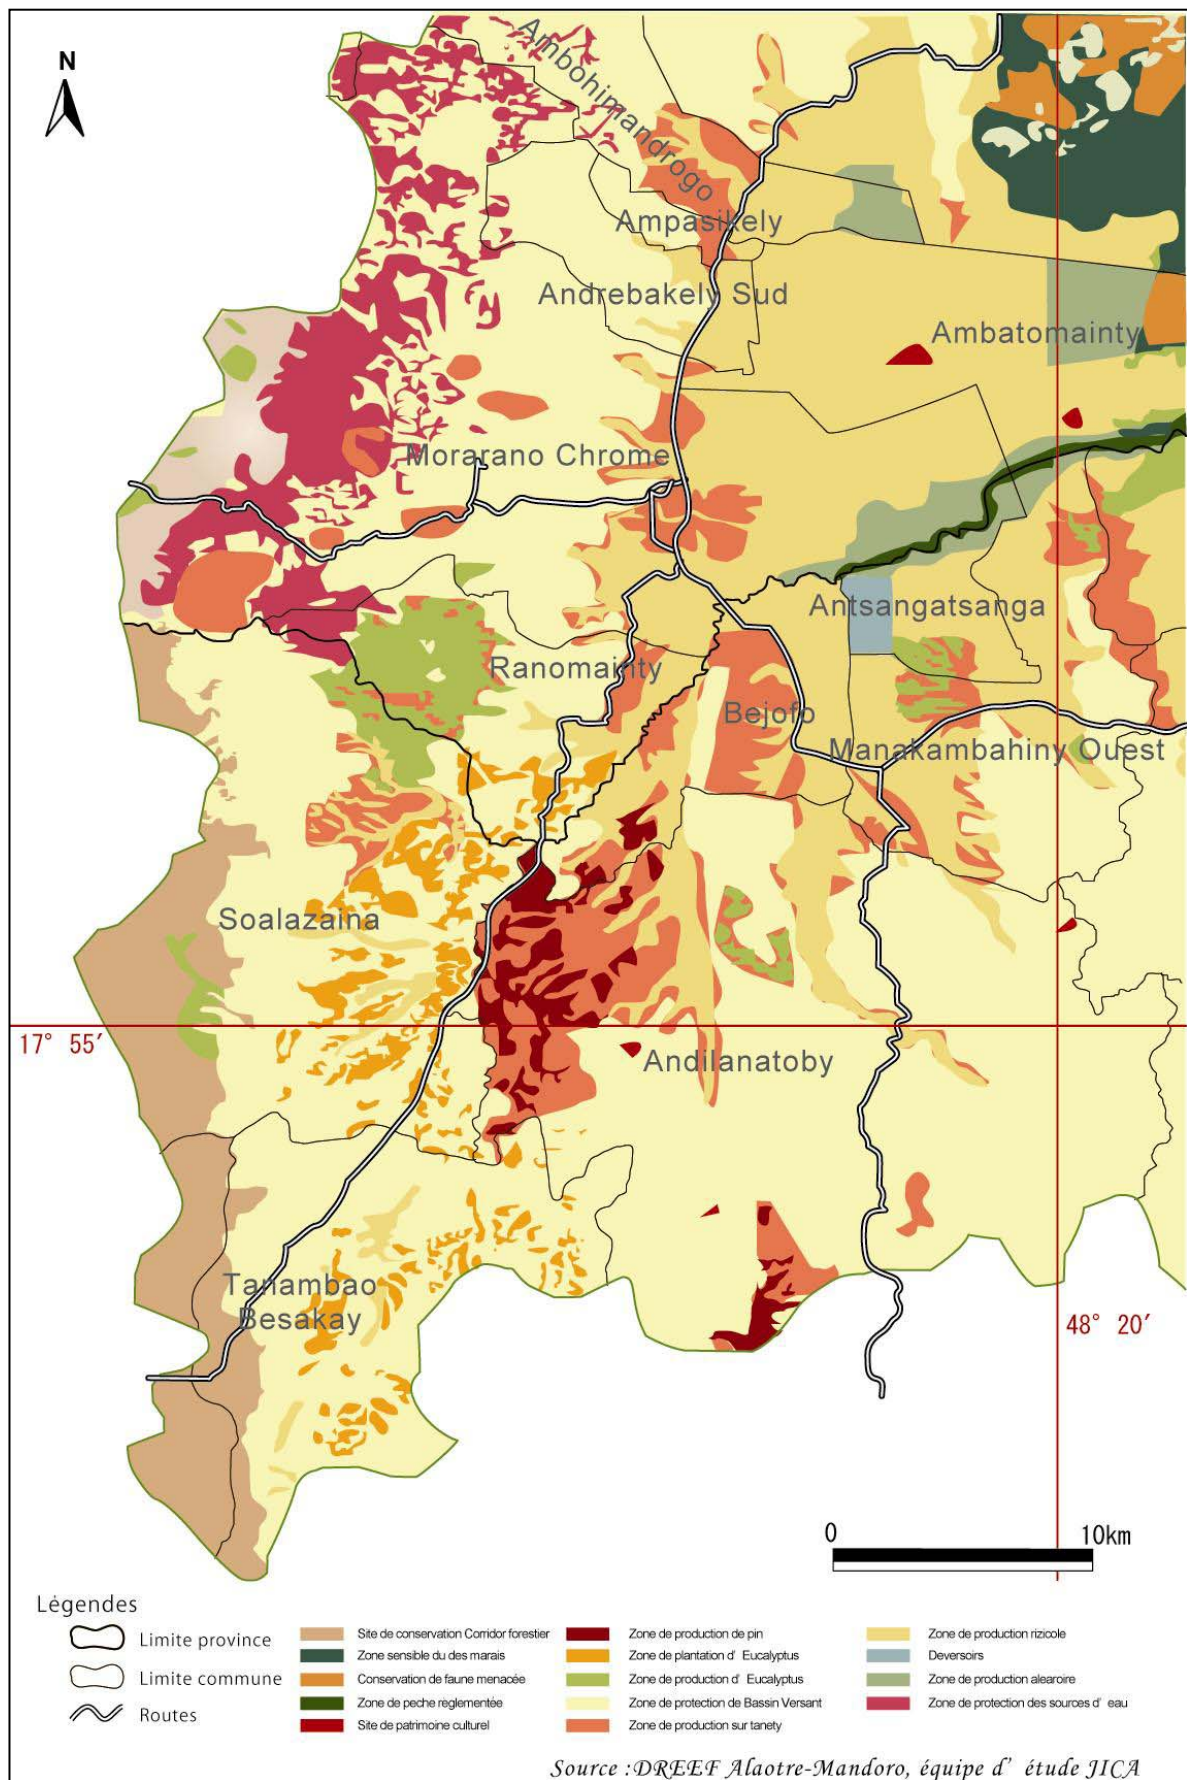 N
Ambohimandrogo
Ampasikely
Andrebakely Sud
Ambatomainty
Morarano Chrome
Antsangatsanga
Ranomainty
Bejofo
Manakambahiny Ouest
Soalazaina
17° 55′
Andilanatoby
Tanambao
Besakay
48° 20′
0 10km
Légendes
Limite province
Limite commune
Routes
Site de conservation Corridor forestier
Zone sensible du des marais
Conservation de faune menacée
Zone de peche règlementée
Site de patrimoine culturel
Zone de production de pin
Zone de plantation d’ Eucalyptus
Zone de production d’ Eucalyptus
Zone de protection de Bassin Versant
Zone de production sur tanety
Zone de production rizicole
Deversoirs
Zone de production alearoire
Zone de protection des sources d’ eau
Source :DREEF Alaotre-Mandoro, équipe d’ étude JICA